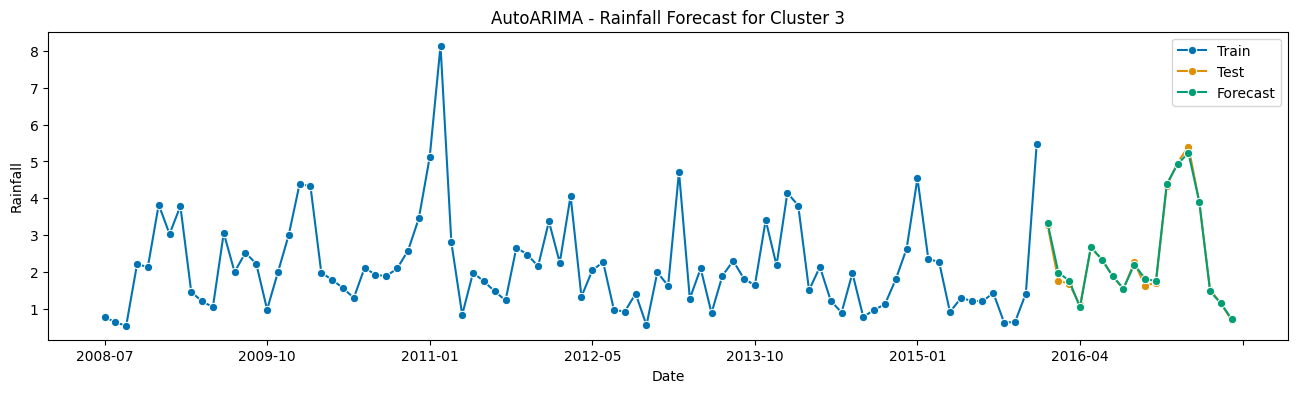 AutoARIMA - Rainfall Forecast for Cluster 3
Train
Test
Forecast
Rainfall
8
7
6
5
4
3
2
1
2008-07
2009-10
2011-01
2012-05
2013-10
2015-01
2016-04
Date